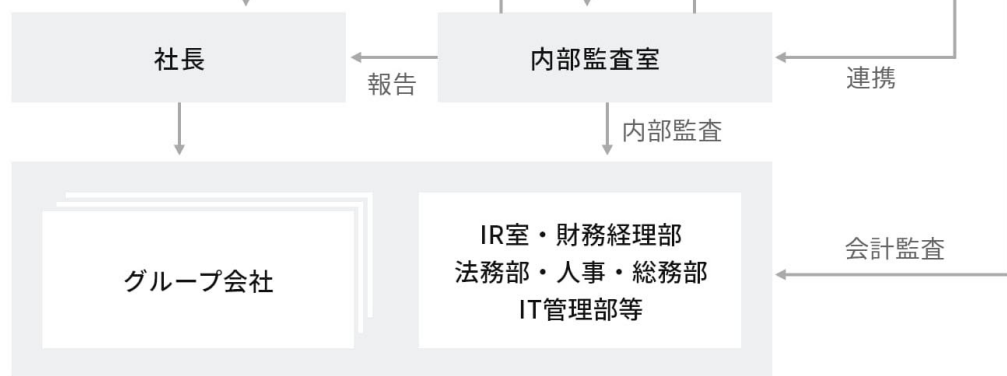 社長
報告
内部監査室
連携
内部監査
グループ会社
IR室・財務経理部
法務部・人事・総務部
IT管理部等
会計監査